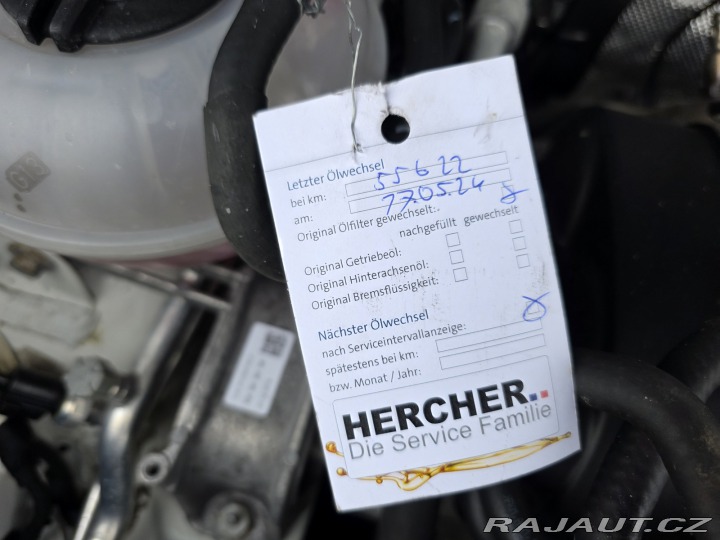 Letzter Ölwechsel
bei km: 55622
am: 17.05.24
Original Ölfilter gewechselt:
nachgefüllt gewechselt
Original Getriebeöl:
Original Hinterachsenöl:
Original Bremsflüssigkeit:
Nächster Ölwechsel
nach Serviceintervallanzeige:
spätestens bei km:
bzw. Monat / Jahr:
HERCHER
Die Service Familie
RAJAUT.CZ